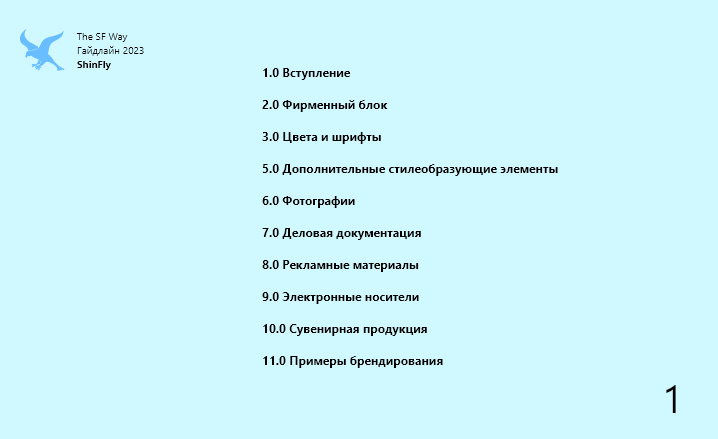 The SF Way
Гайдлайн 2023
ShinFly
1.0 Вступление
2.0 Фирменный блок
3.0 Цвета и шрифты
5.0 Дополнительные стилеобразующие элементы
6.0 Фотографии
7.0 Деловая документация
8.0 Рекламные материалы
9.0 Электронные носители
10.0 Сувенирная продукция
11.0 Примеры брендирования
1